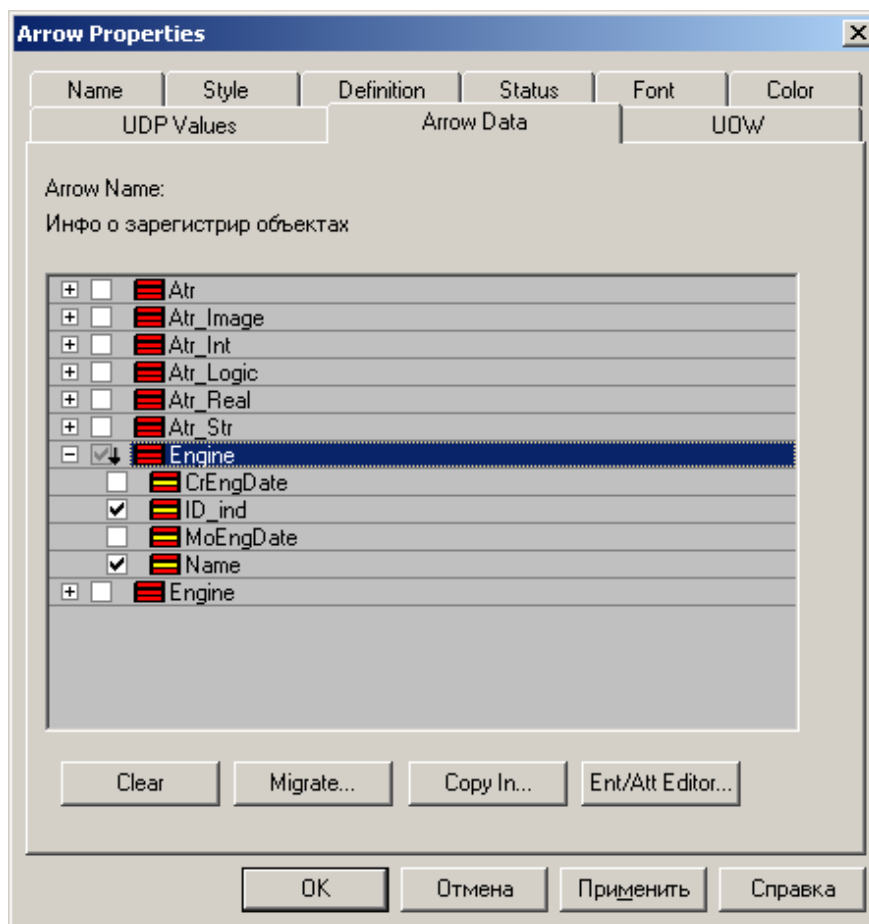 Arrow Properties
Name Style Definition Status Font Color
UDP Values Arrow Data UOW
Arrow Name:
Инфо о зарегистрир объектах
Atr
Atr_Image
Atr_Int
Atr_Logic
Atr_Real
Atr_Str
Engine
CrEngDate
ID_ind
MoEngDate
Name
Engine
Clear Migrate... Copy In... Ent/Att Editor...
OK Отмена Применить Справка